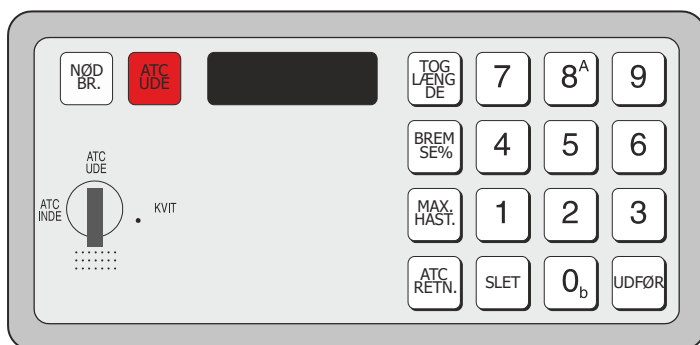 NØD
BR.
ATC
UDE
TOG
LÆNG
DE
7
8A
9
BREM
SE%
4
5
6
ATC
UDE
ATC
INDE
KVIT
MAX.
HAST.
1
2
3
ATC
RETN.
SLET
0b
UDFØR